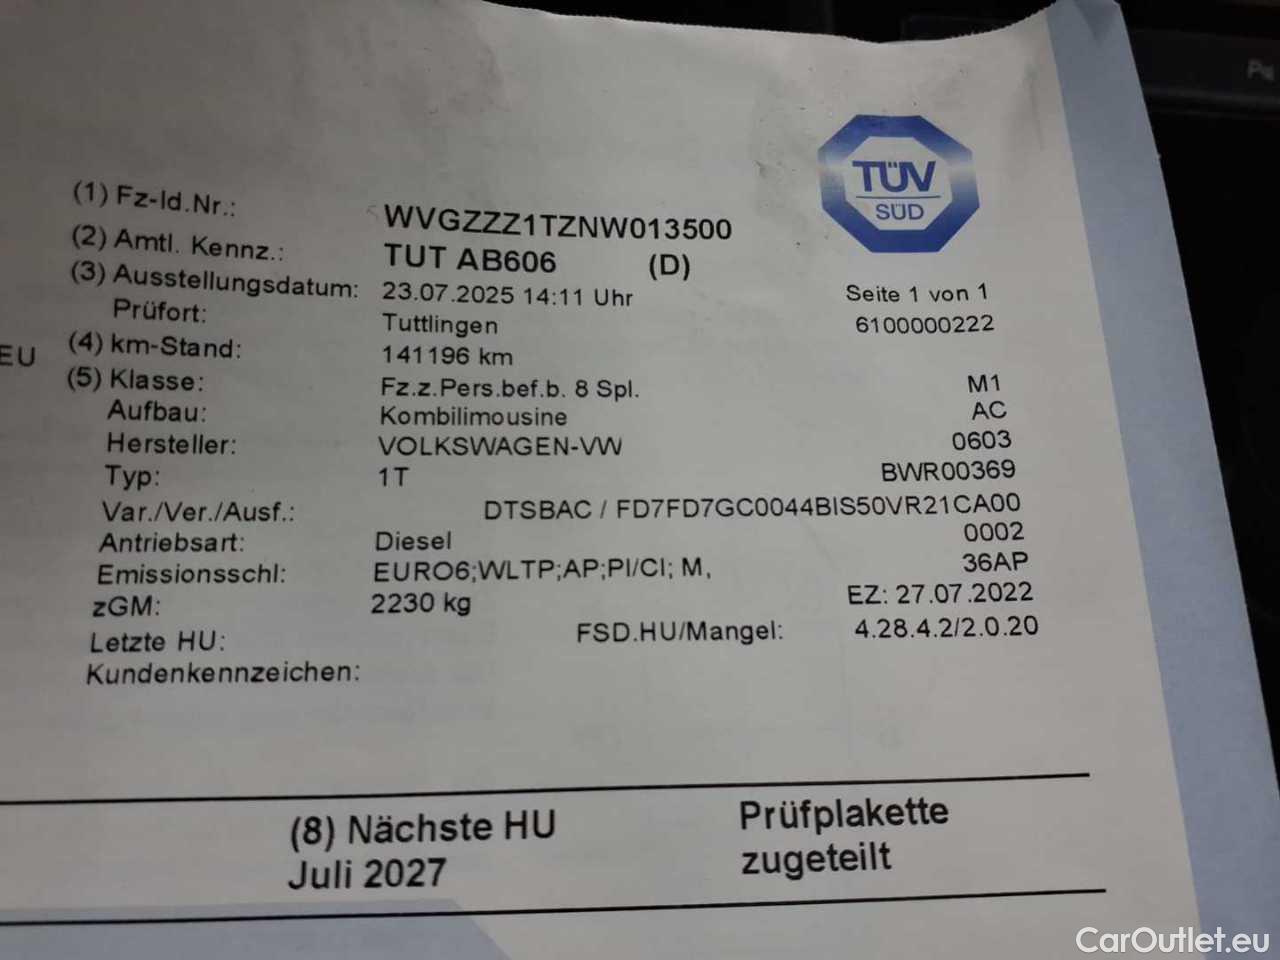 TÜV
SÜD
(1) Fz-Id.Nr.: WVGZZZ1TZNW013500
(2) Amtl. Kennz.: TUT AB606 (D)
(3) Ausstellungsdatum: 23.07.2025 14:11 Uhr Seite 1 von 1
Prüfort: Tuttlingen 6100000222
EU
(4) km-Stand: 141196 km
(5) Klasse: Fz.z.Pers.bef.b. 8 Spl. M1
Aufbau: Kombilimousine AC
Hersteller: VOLKSWAGEN-VW 0603
Typ: 1T BWR00369
Var./Ver./Ausf.: DTSBAC / FD7FD7GC0044BIS50VR21CA00
Antriebsart: Diesel 0002
Emissionsschl: EURO6;WLTP;AP;PI/CI; M, 36AP
zGM: 2230 kg EZ: 27.07.2022
Letzte HU: FSD.HU/Mangel: 4.28.4.2/2.0.20
Kundenkennzeichen:
(8) Nächste HU Prüfplakette
Juli 2027 zugeteilt
CarOutlet.eu